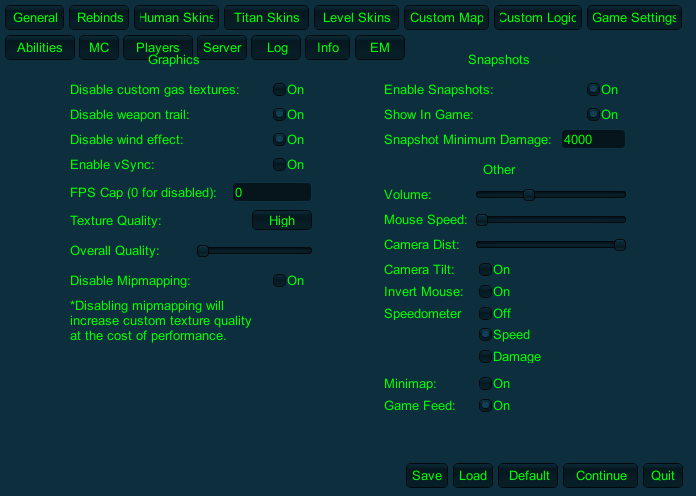 General Rebinds Human Skins Titan Skins Level Skins Custom Map Custom Logic Game Settings
Abilities MC Players Server Log Info EM
Graphics
Disable custom gas textures: On
Disable weapon trail: On
Disable wind effect: On
Enable vSync: On
FPS Cap (0 for disabled): 0
Texture Quality: High
Overall Quality:
Disable Mipmapping: On
*Disabling mipmapping will
increase custom texture quality
at the cost of performance.
Snapshots
Enable Snapshots: On
Show In Game: On
Snapshot Minimum Damage: 4000
Other
Volume:
Mouse Speed:
Camera Dist:
Camera Tilt: On
Invert Mouse: On
Speedometer Off
Speed
Damage
Minimap: On
Game Feed: On
Save Load Default Continue Quit